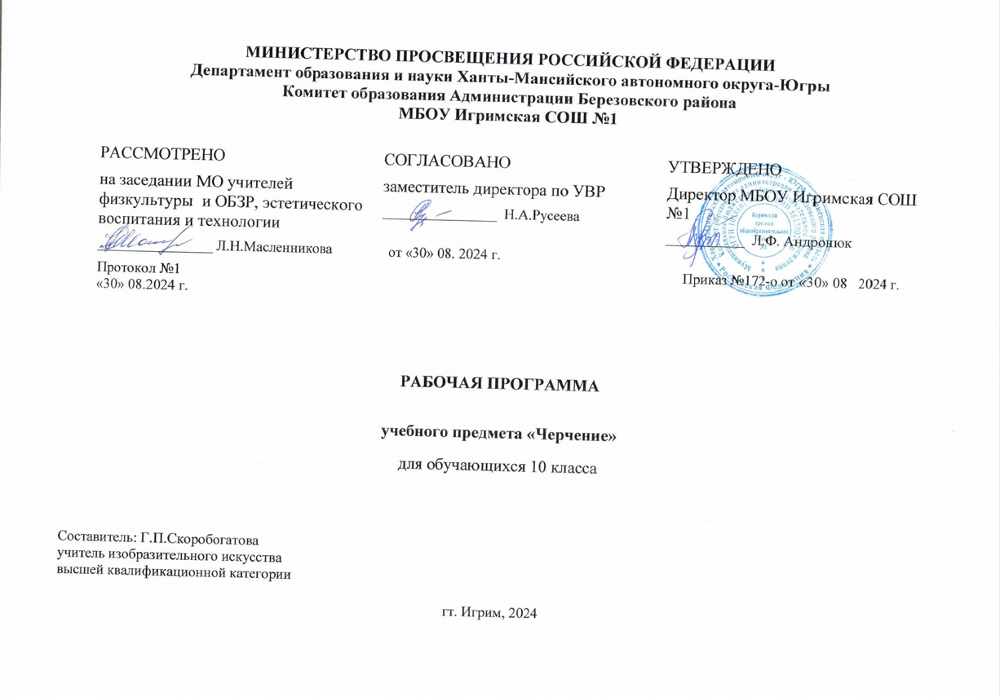 МИНИСТЕРСТВО ПРОСВЕЩЕНИЯ РОССИЙСКОЙ ФЕДЕРАЦИИ
Департамент образования и науки Ханты-Мансийского автономного округа-Югры
Комитет образования Администрации Березовского района
МБОУ Игримская СОШ №1
РАССМОТРЕНО
на заседании МО учителей
физкультуры и ОБЗР, эстетического
воспитания и технологии
Л.Н.Масленникова
Протокол №1
«30» 08.2024 г.
СОГЛАСОВАНО
заместитель директора по УВР
Н.А.Русеева
от «30» 08. 2024 г.
УТВЕРЖДЕНО
Директор МБОУ Игримская СОШ
№1
Л.Ф. Андронюк
Приказ №172-о от «30» 08 2024 г.
Игримская
средняя
общеобразовательная
РАБОЧАЯ ПРОГРАММА
учебного предмета «Черчение»
для обучающихся 10 класса
Составитель: Г.П.Скоробогатова
учитель изобразительного искусства
высшей квалификационной категории
гт. Игрим, 2024